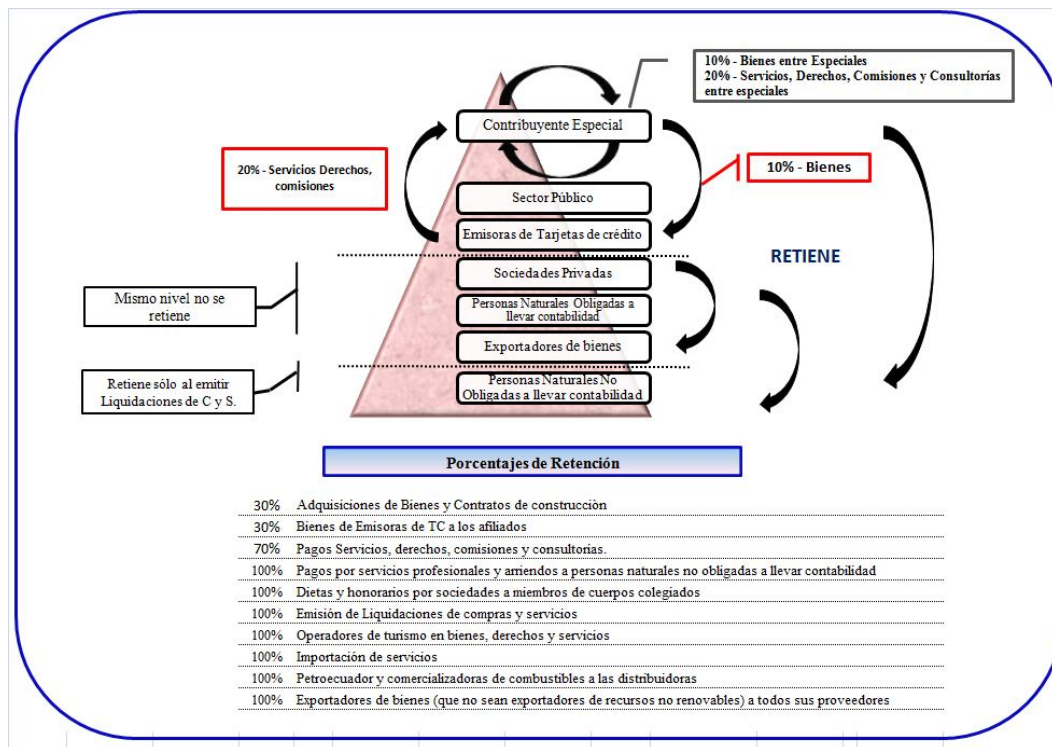 10% - Bienes entre Especiales
20% - Servicios, Derechos, Comisiones y Consultorías
entre especiales
Contribuyente Especial
20% - Servicios Derechos,
comisiones
10% - Bienes
Sector Público
Emisoras de Tarjetas de crédito
RETIENE
Sociedades Privadas
Mismo nivel no se
retiene
Personas Naturales Obligadas a
llevar contabilidad
Exportadores de bienes
Retiene sólo al emitir
Liquidaciones de C y S.
Personas Naturales No
Obligadas a llevar contabilidad
Porcentajes de Retención
30% Adquisiciones de Bienes y Contratos de construcciòn
30% Bienes de Emisoras de TC a los afiliados
70% Pagos Servicios, derechos, comisiones y consultorías.
100% Pagos por servicios profesionales y arriendos a personas naturales no obligadas a llevar contabilidad
100% Dietas y honorarios por sociedades a miembros de cuerpos colegiados
100% Emisión de Liquidaciones de compras y servicios
100% Operadores de turismo en bienes, derechos y servicios
100% Importación de servicios
100% Petroecuador y comercializadoras de combustibles a las distribuidoras
100% Exportadores de bienes (que no sean exportadores de recursos no renovables) a todos sus proveedores